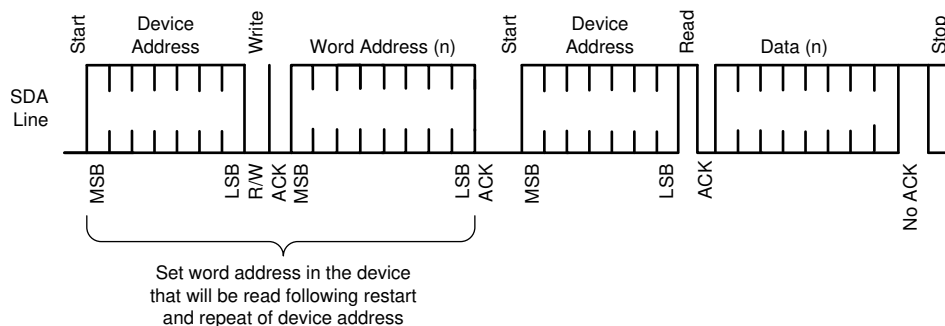 Start
Device
Address
Write
Word Address (n)
Start
Device
Address
Read
Data (n)
Stop
SDA
Line
MSB
LSB
R/W
ACK
MSB
LSB
ACK
MSB
LSB
ACK
No ACK
Set word address in the device
that will be read following restart
and repeat of device address